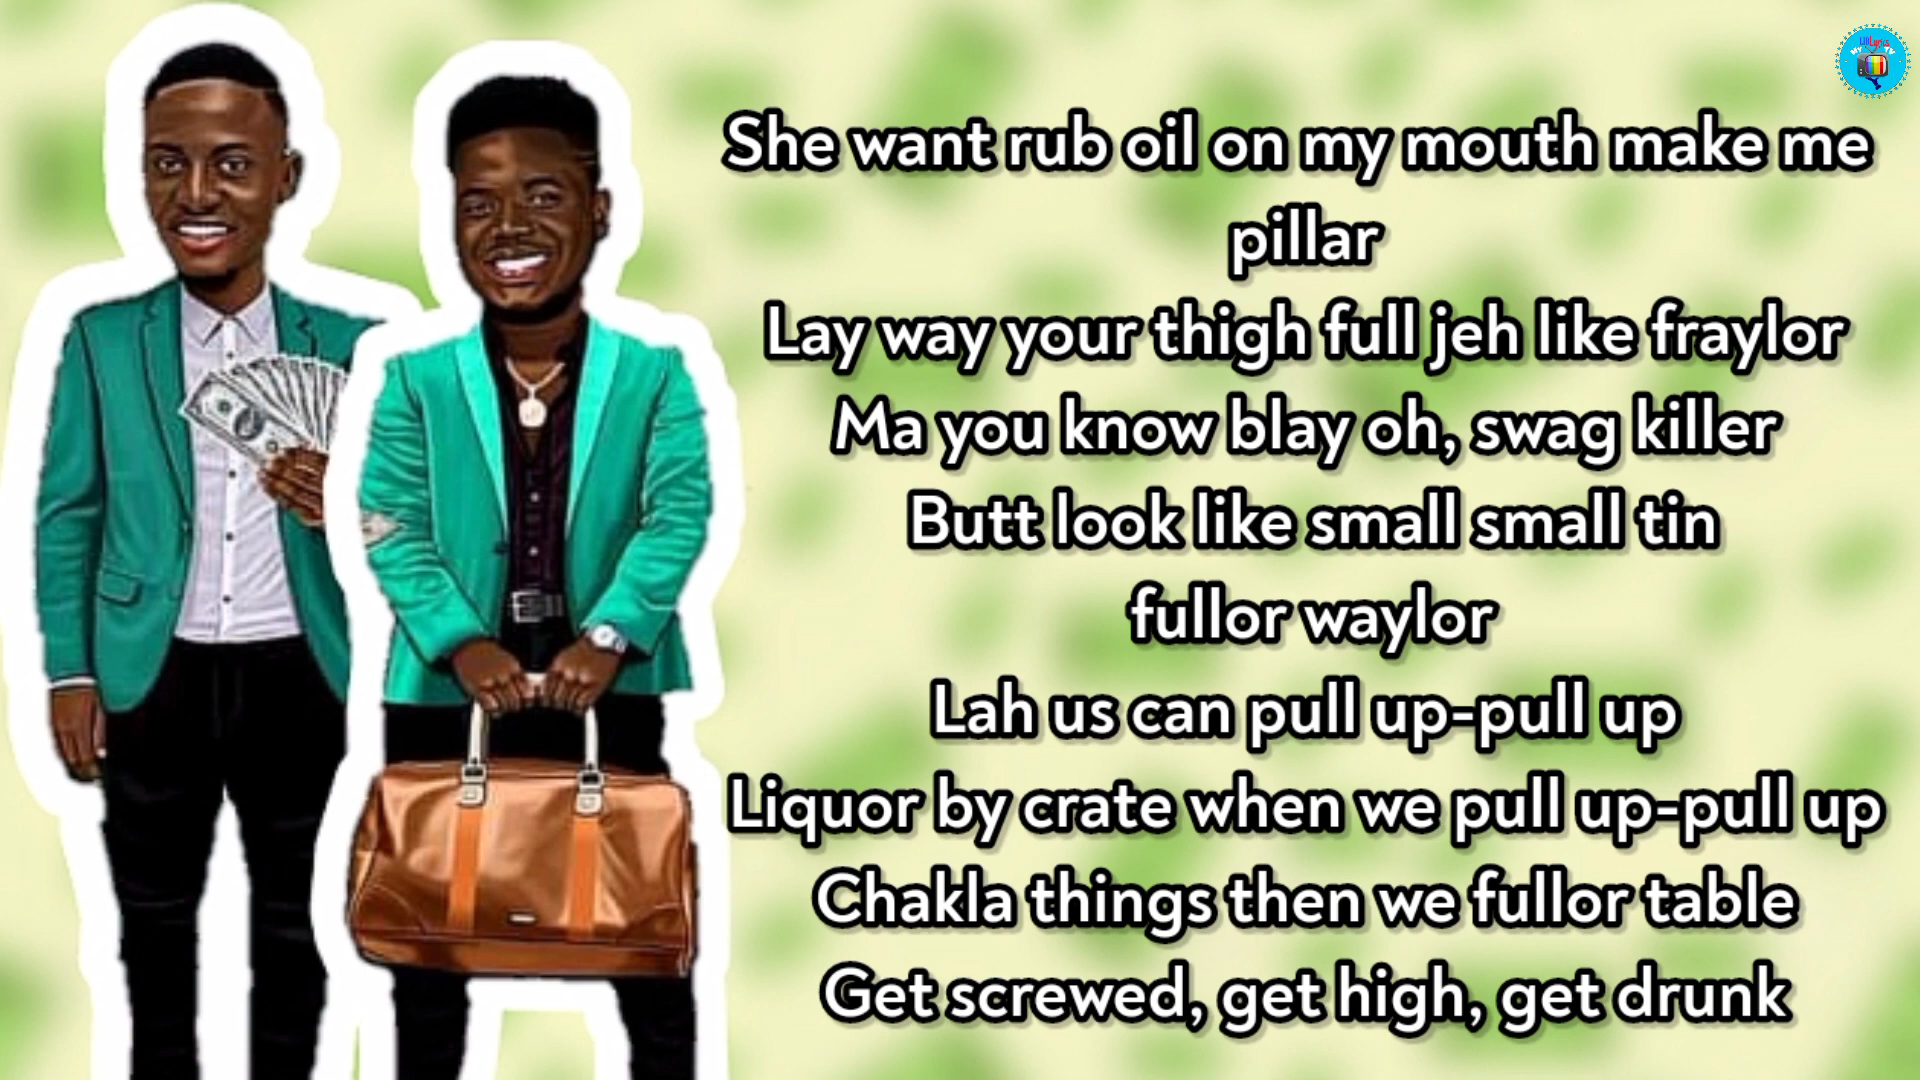 She want rub oil on my mouth make me
pillar
Lay way your thigh full jeh like fraylor
Ma you know blay oh, swag killer
Butt look like small small tin
fullor waylor
Lah us can pull up-pull up
Liquor by crate when we pull up-pull up
Chakla things then we fullor table
Get screwed, get high, get drunk